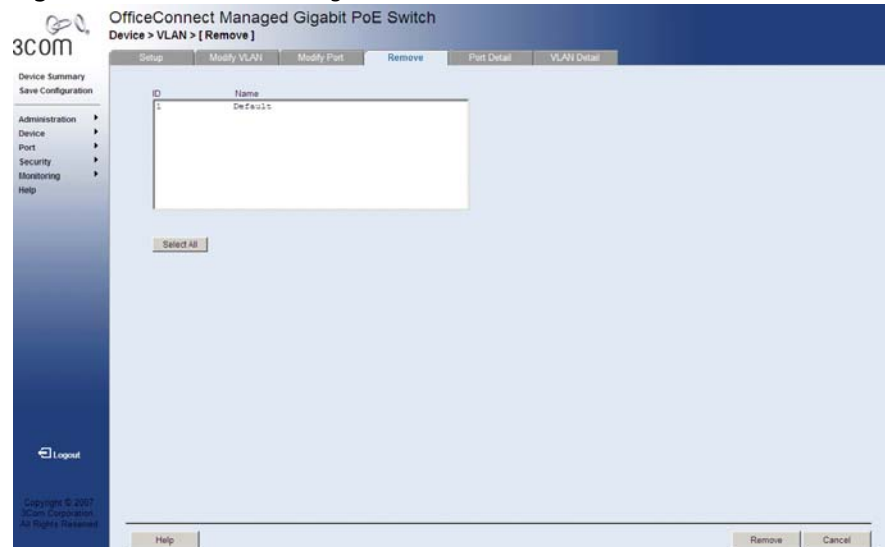 OfficeConnect Managed Gigabit PoE Switch
3com
Device > VLAN > [ Remove ]
Setup
Modify VLAN
Modify Port
Remove
Port Detail
VLAN Detail
Device Summary
Save Configuration
Administration
Device
Port
Security
Monitoring
Help
ID Name
1 Default
Select All
Logout
Copyright © 2007
3Com Corporation.
All Rights Reserved.
Help
Remove
Cancel